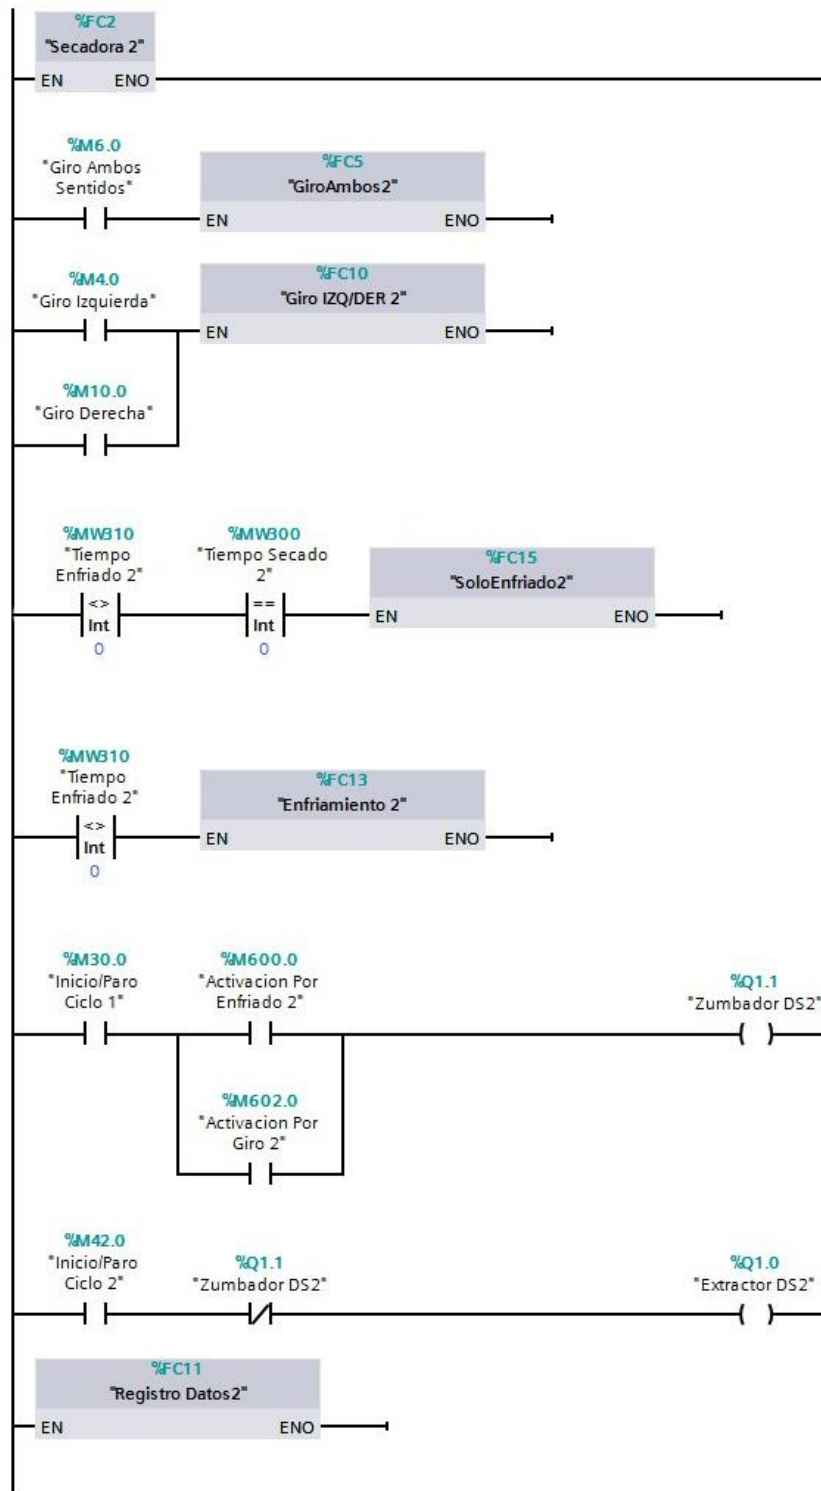 %FC2
"Secadora 2"
EN ENO
%M6.0
"Giro Ambos
Sentidos"
%FC5
"GiroAmbos2"
EN ENO
%M4.0
"Giro Izquierda"
%FC10
"Giro IZQ/DER 2"
EN ENO
%M10.0
"Giro Derecha"
%MW310
"Tiempo
Enfriado 2"
<>
Int
0
%MW300
"Tiempo Secado
2"
==
Int
0
%FC15
"SoloEnfriado2"
EN ENO
%MW310
"Tiempo
Enfriado 2"
<>
Int
0
%FC13
"Enfriamiento 2"
EN ENO
%M30.0
"Inicio/Paro
Ciclo 1"
%M600.0
"Activacion Por
Enfriado 2"
%Q1.1
"Zumbador DS2"
%M602.0
"Activacion Por
Giro 2"
%M42.0
"Inicio/Paro
Ciclo 2"
%Q1.1
"Zumbador DS2"
%Q1.0
"Extractor DS2"
%FC11
"Registro Datos2"
EN ENO